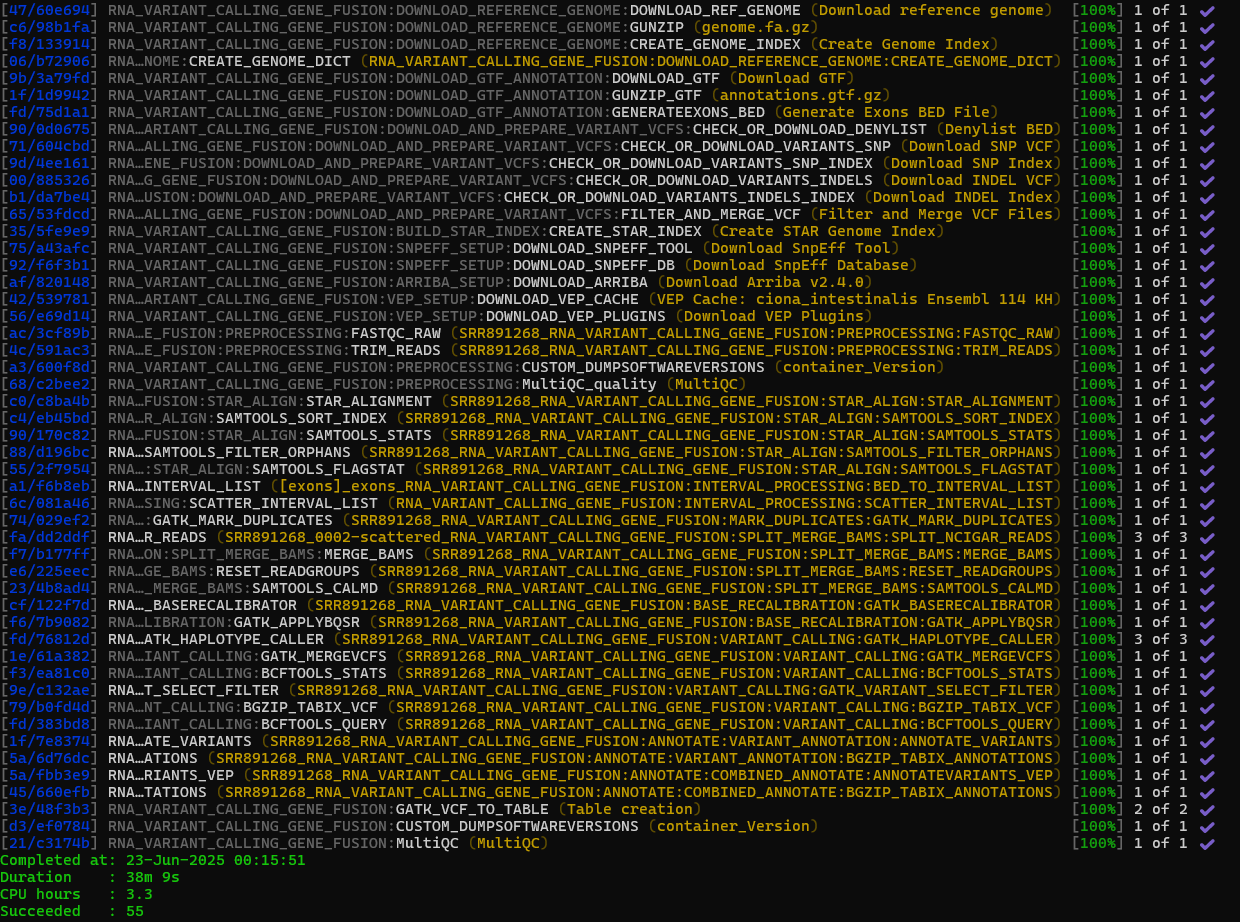 [47/60e694] RNA_VARIANT_CALLING_GENE_FUSION:DOWNLOAD_REFERENCE_GENOME:DOWNLOAD_REF_GENOME (Download reference genome) [100%] 1 of 1 ✔
[c6/98b1fa] RNA_VARIANT_CALLING_GENE_FUSION:DOWNLOAD_REFERENCE_GENOME:GUNZIP (genome.fa.gz) [100%] 1 of 1 ✔
[f8/133914] RNA_VARIANT_CALLING_GENE_FUSION:DOWNLOAD_REFERENCE_GENOME:CREATE_GENOME_INDEX (Create Genome Index) [100%] 1 of 1 ✔
[06/b72906] RNA…NOME:CREATE_GENOME_DICT (RNA_VARIANT_CALLING_GENE_FUSION:DOWNLOAD_REFERENCE_GENOME:CREATE_GENOME_DICT) [100%] 1 of 1 ✔
[9b/3a79fd] RNA_VARIANT_CALLING_GENE_FUSION:DOWNLOAD_GTF_ANNOTATION:DOWNLOAD_GTF (Download GTF) [100%] 1 of 1 ✔
[1f/1d9942] RNA_VARIANT_CALLING_GENE_FUSION:DOWNLOAD_GTF_ANNOTATION:GUNZIP_GTF (annotations.gtf.gz) [100%] 1 of 1 ✔
[fd/75d1a1] RNA_VARIANT_CALLING_GENE_FUSION:DOWNLOAD_GTF_ANNOTATION:GENERATEEXONS_BED (Generate Exons BED File) [100%] 1 of 1 ✔
[90/0d0675] RNA…ARIANT_CALLING_GENE_FUSION:DOWNLOAD_AND_PREPARE_VARIANT_VCFS:CHECK_OR_DOWNLOAD_DENYLIST (Denylist BED) [100%] 1 of 1 ✔
[71/604cbd] RNA…ALLING_GENE_FUSION:DOWNLOAD_AND_PREPARE_VARIANT_VCFS:CHECK_OR_DOWNLOAD_VARIANTS_SNP (Download SNP VCF) [100%] 1 of 1 ✔
[9d/4ee161] RNA…ENE_FUSION:DOWNLOAD_AND_PREPARE_VARIANT_VCFS:CHECK_OR_DOWNLOAD_VARIANTS_SNP_INDEX (Download SNP Index) [100%] 1 of 1 ✔
[00/885326] RNA…G_GENE_FUSION:DOWNLOAD_AND_PREPARE_VARIANT_VCFS:CHECK_OR_DOWNLOAD_VARIANTS_INDELS (Download INDEL VCF) [100%] 1 of 1 ✔
[b1/da7be4] RNA…USION:DOWNLOAD_AND_PREPARE_VARIANT_VCFS:CHECK_OR_DOWNLOAD_VARIANTS_INDELS_INDEX (Download INDEL Index) [100%] 1 of 1 ✔
[65/53fdcd] RNA…ALLING_GENE_FUSION:DOWNLOAD_AND_PREPARE_VARIANT_VCFS:FILTER_AND_MERGE_VCF (Filter and Merge VCF Files) [100%] 1 of 1 ✔
[35/5fe9e9] RNA_VARIANT_CALLING_GENE_FUSION:BUILD_STAR_INDEX:CREATE_STAR_INDEX (Create STAR Genome Index) [100%] 1 of 1 ✔
[75/a43afc] RNA_VARIANT_CALLING_GENE_FUSION:SNPEFF_SETUP:DOWNLOAD_SNPEFF_TOOL (Download SnpEff Tool) [100%] 1 of 1 ✔
[92/f6f3b1] RNA_VARIANT_CALLING_GENE_FUSION:SNPEFF_SETUP:DOWNLOAD_SNPEFF_DB (Download SnpEff Database) [100%] 1 of 1 ✔
[af/820148] RNA_VARIANT_CALLING_GENE_FUSION:ARRIBA_SETUP:DOWNLOAD_ARRIBA (Download Arriba v2.4.0) [100%] 1 of 1 ✔
[42/539781] RNA…ARIANT_CALLING_GENE_FUSION:VEP_SETUP:DOWNLOAD_VEP_CACHE (VEP Cache: ciona_intestinalis Ensembl 114 KH) [100%] 1 of 1 ✔
[56/e69d14] RNA_VARIANT_CALLING_GENE_FUSION:VEP_SETUP:DOWNLOAD_VEP_PLUGINS (Download VEP Plugins) [100%] 1 of 1 ✔
[ac/3cf89b] RNA…E_FUSION:PREPROCESSING:FASTQC_RAW (SRR891268_RNA_VARIANT_CALLING_GENE_FUSION:PREPROCESSING:FASTQC_RAW) [100%] 1 of 1 ✔
[4c/591ac3] RNA…E_FUSION:PREPROCESSING:TRIM_READS (SRR891268_RNA_VARIANT_CALLING_GENE_FUSION:PREPROCESSING:TRIM_READS) [100%] 1 of 1 ✔
[a3/600f8d] RNA_VARIANT_CALLING_GENE_FUSION:PREPROCESSING:CUSTOM_DUMPSOFTWAREVERSIONS (container_Version) [100%] 1 of 1 ✔
[68/c2bee2] RNA_VARIANT_CALLING_GENE_FUSION:PREPROCESSING:MultiQC_quality (MultiQC) [100%] 1 of 1 ✔
[c0/c8ba4b] RNA…FUSION:STAR_ALIGN:STAR_ALIGNMENT (SRR891268_RNA_VARIANT_CALLING_GENE_FUSION:STAR_ALIGN:STAR_ALIGNMENT) [100%] 1 of 1 ✔
[c4/eb45bd] RNA…R_ALIGN:SAMTOOLS_SORT_INDEX (SRR891268_RNA_VARIANT_CALLING_GENE_FUSION:STAR_ALIGN:SAMTOOLS_SORT_INDEX) [100%] 1 of 1 ✔
[90/170c82] RNA…FUSION:STAR_ALIGN:SAMTOOLS_STATS (SRR891268_RNA_VARIANT_CALLING_GENE_FUSION:STAR_ALIGN:SAMTOOLS_STATS) [100%] 1 of 1 ✔
[88/d196bc] RNA…SAMTOOLS_FILTER_ORPHANS (SRR891268_RNA_VARIANT_CALLING_GENE_FUSION:STAR_ALIGN:SAMTOOLS_FILTER_ORPHANS) [100%] 1 of 1 ✔
[55/2f7954] RNA…:STAR_ALIGN:SAMTOOLS_FLAGSTAT (SRR891268_RNA_VARIANT_CALLING_GENE_FUSION:STAR_ALIGN:SAMTOOLS_FLAGSTAT) [100%] 1 of 1 ✔
[a1/f6b8eb] RNA…INTERVAL_LIST ([exons]_exons_RNA_VARIANT_CALLING_GENE_FUSION:INTERVAL_PROCESSING:BED_TO_INTERVAL_LIST) [100%] 1 of 1 ✔
[6c/081a46] RNA…SING:SCATTER_INTERVAL_LIST (RNA_VARIANT_CALLING_GENE_FUSION:INTERVAL_PROCESSING:SCATTER_INTERVAL_LIST) [100%] 1 of 1 ✔
[74/029ef2] RNA…:GATK_MARK_DUPLICATES (SRR891268_RNA_VARIANT_CALLING_GENE_FUSION:MARK_DUPLICATES:GATK_MARK_DUPLICATES) [100%] 1 of 1 ✔
[fa/dd2ddf] RNA…R_READS (SRR891268_0002-scattered_RNA_VARIANT_CALLING_GENE_FUSION:SPLIT_MERGE_BAMS:SPLIT_NCIGAR_READS) [100%] 3 of 3 ✔
[f7/b177ff] RNA…ON:SPLIT_MERGE_BAMS:MERGE_BAMS (SRR891268_RNA_VARIANT_CALLING_GENE_FUSION:SPLIT_MERGE_BAMS:MERGE_BAMS) [100%] 1 of 1 ✔
[e6/225eec] RNA…GE_BAMS:RESET_READGROUPS (SRR891268_RNA_VARIANT_CALLING_GENE_FUSION:SPLIT_MERGE_BAMS:RESET_READGROUPS) [100%] 1 of 1 ✔
[23/4b8ad4] RNA…_MERGE_BAMS:SAMTOOLS_CALMD (SRR891268_RNA_VARIANT_CALLING_GENE_FUSION:SPLIT_MERGE_BAMS:SAMTOOLS_CALMD) [100%] 1 of 1 ✔
[cf/122f7d] RNA…_BASERECALIBRATOR (SRR891268_RNA_VARIANT_CALLING_GENE_FUSION:BASE_RECALIBRATION:GATK_BASERECALIBRATOR) [100%] 1 of 1 ✔
[f6/7b9082] RNA…LIBRATION:GATK_APPLYBQSR (SRR891268_RNA_VARIANT_CALLING_GENE_FUSION:BASE_RECALIBRATION:GATK_APPLYBQSR) [100%] 1 of 1 ✔
[fd/76812d] RNA…ATK_HAPLOTYPE_CALLER (SRR891268_RNA_VARIANT_CALLING_GENE_FUSION:VARIANT_CALLING:GATK_HAPLOTYPE_CALLER) [100%] 3 of 3 ✔
[1e/61a382] RNA…IANT_CALLING:GATK_MERGEVCFS (SRR891268_RNA_VARIANT_CALLING_GENE_FUSION:VARIANT_CALLING:GATK_MERGEVCFS) [100%] 1 of 1 ✔
[f3/ea81c0] RNA…IANT_CALLING:BCFTOOLS_STATS (SRR891268_RNA_VARIANT_CALLING_GENE_FUSION:VARIANT_CALLING:BCFTOOLS_STATS) [100%] 1 of 1 ✔
[9e/c132ae] RNA…T_SELECT_FILTER (SRR891268_RNA_VARIANT_CALLING_GENE_FUSION:VARIANT_CALLING:GATK_VARIANT_SELECT_FILTER) [100%] 1 of 1 ✔
[79/b0fd4d] RNA…NT_CALLING:BGZIP_TABIX_VCF (SRR891268_RNA_VARIANT_CALLING_GENE_FUSION:VARIANT_CALLING:BGZIP_TABIX_VCF) [100%] 1 of 1 ✔
[fd/383bd8] RNA…IANT_CALLING:BCFTOOLS_QUERY (SRR891268_RNA_VARIANT_CALLING_GENE_FUSION:VARIANT_CALLING:BCFTOOLS_QUERY) [100%] 1 of 1 ✔
[1f/7e8374] RNA…ATE_VARIANTS (SRR891268_RNA_VARIANT_CALLING_GENE_FUSION:ANNOTATE:VARIANT_ANNOTATION:ANNOTATE_VARIANTS) [100%] 1 of 1 ✔
[5a/6d76dc] RNA…ATIONS (SRR891268_RNA_VARIANT_CALLING_GENE_FUSION:ANNOTATE:VARIANT_ANNOTATION:BGZIP_TABIX_ANNOTATIONS) [100%] 1 of 1 ✔
[5a/fbb3e9] RNA…RIANTS_VEP (SRR891268_RNA_VARIANT_CALLING_GENE_FUSION:ANNOTATE:COMBINED_ANNOTATE:ANNOTATEVARIANTS_VEP) [100%] 1 of 1 ✔
[45/660efb] RNA…TATIONS (SRR891268_RNA_VARIANT_CALLING_GENE_FUSION:ANNOTATE:COMBINED_ANNOTATE:BGZIP_TABIX_ANNOTATIONS) [100%] 1 of 1 ✔
[3e/48f3b3] RNA_VARIANT_CALLING_GENE_FUSION:GATK_VCF_TO_TABLE (Table creation) [100%] 2 of 2 ✔
[d3/ef0784] RNA_VARIANT_CALLING_GENE_FUSION:CUSTOM_DUMPSOFTWAREVERSIONS (container_Version) [100%] 1 of 1 ✔
[21/c3174b] RNA_VARIANT_CALLING_GENE_FUSION:MultiQC (MultiQC) [100%] 1 of 1 ✔
Completed at: 23-Jun-2025 00:15:51
Duration    : 38m 9s
CPU hours   : 3.3
Succeeded   : 55